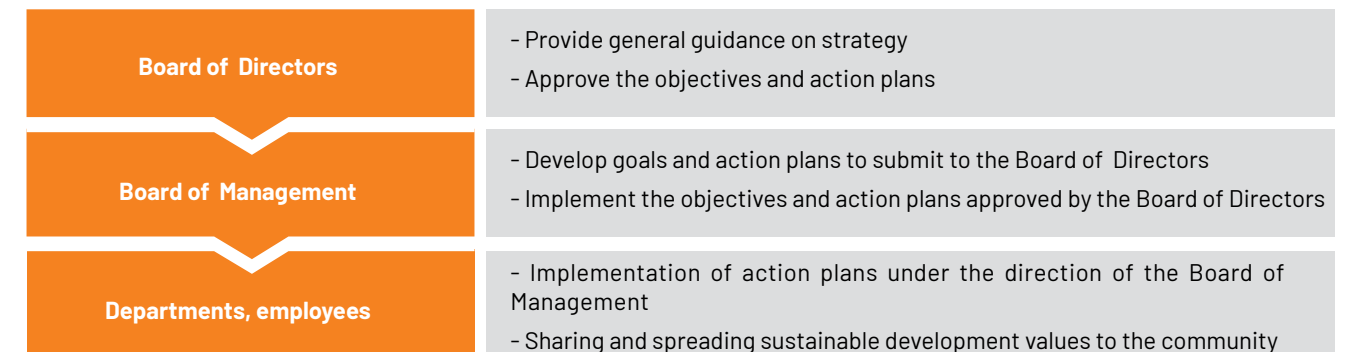 Board of Directors
- Provide general guidance on strategy
- Approve the objectives and action plans
Board of Management
- Develop goals and action plans to submit to the Board of Directors
- Implement the objectives and action plans approved by the Board of Directors
Departments, employees
- Implementation of action plans under the direction of the Board of
Management
- Sharing and spreading sustainable development values to the community